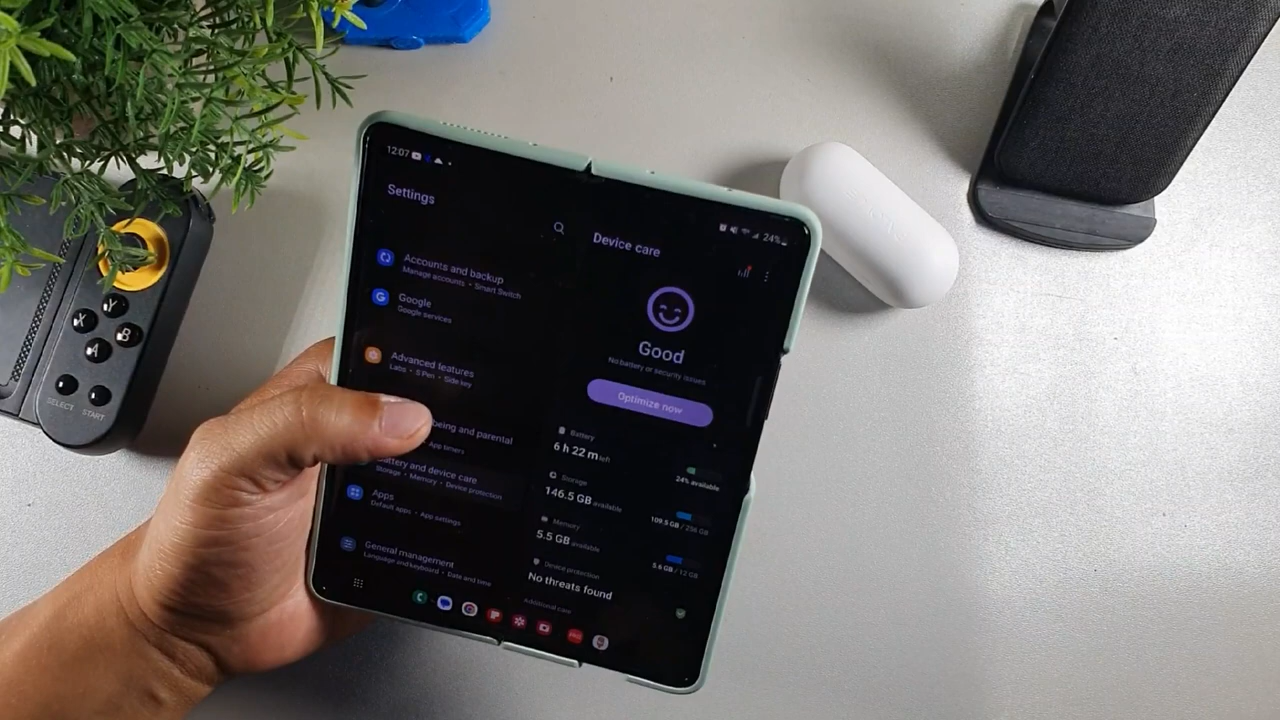 12:07
Settings
Accounts and backup
Manage accounts • Smart Switch
Google
Google services
Advanced features
Labs • S Pen • Side key
being and parental
App timers
Battery and device care
Storage • Memory • Device protection
Apps
Default apps • App settings
General management
Language and keyboard • Date and time
24%
Device care
Good
No battery or security issues
Optimize now
Battery
6 h 22 m left
24% available
Storage
146.5 GB available
109.5 GB / 256 GB
Memory
5.5 GB available
5.6 GB / 12 GB
Device protection
No threats found
Additional care
Y
X
B
A
SELECT
START